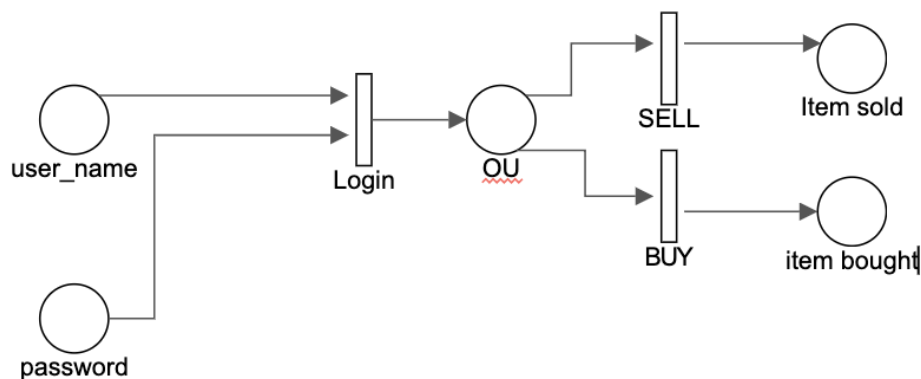 SELL
Item sold
user_name
Login
OU
BUY
item bought
password